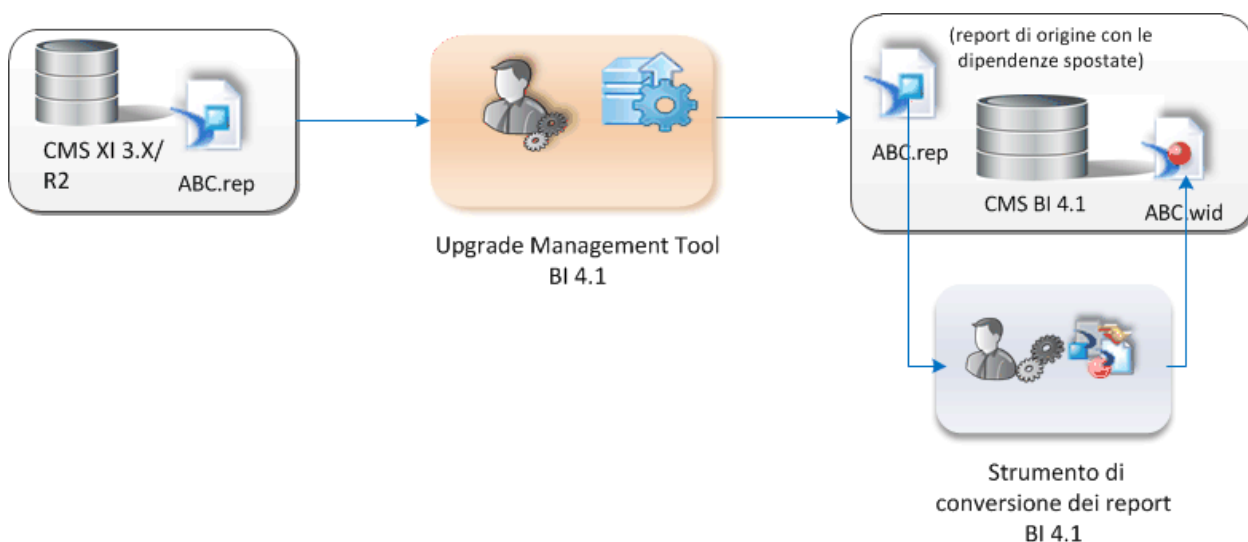 CMS XI 3.X/
R2
ABC.rep
Upgrade Management Tool
BI 4.1
(report di origine con le
dipendenze spostate)
ABC.rep
CMS BI 4.1
ABC.wid
Strumento di
conversione dei report
BI 4.1